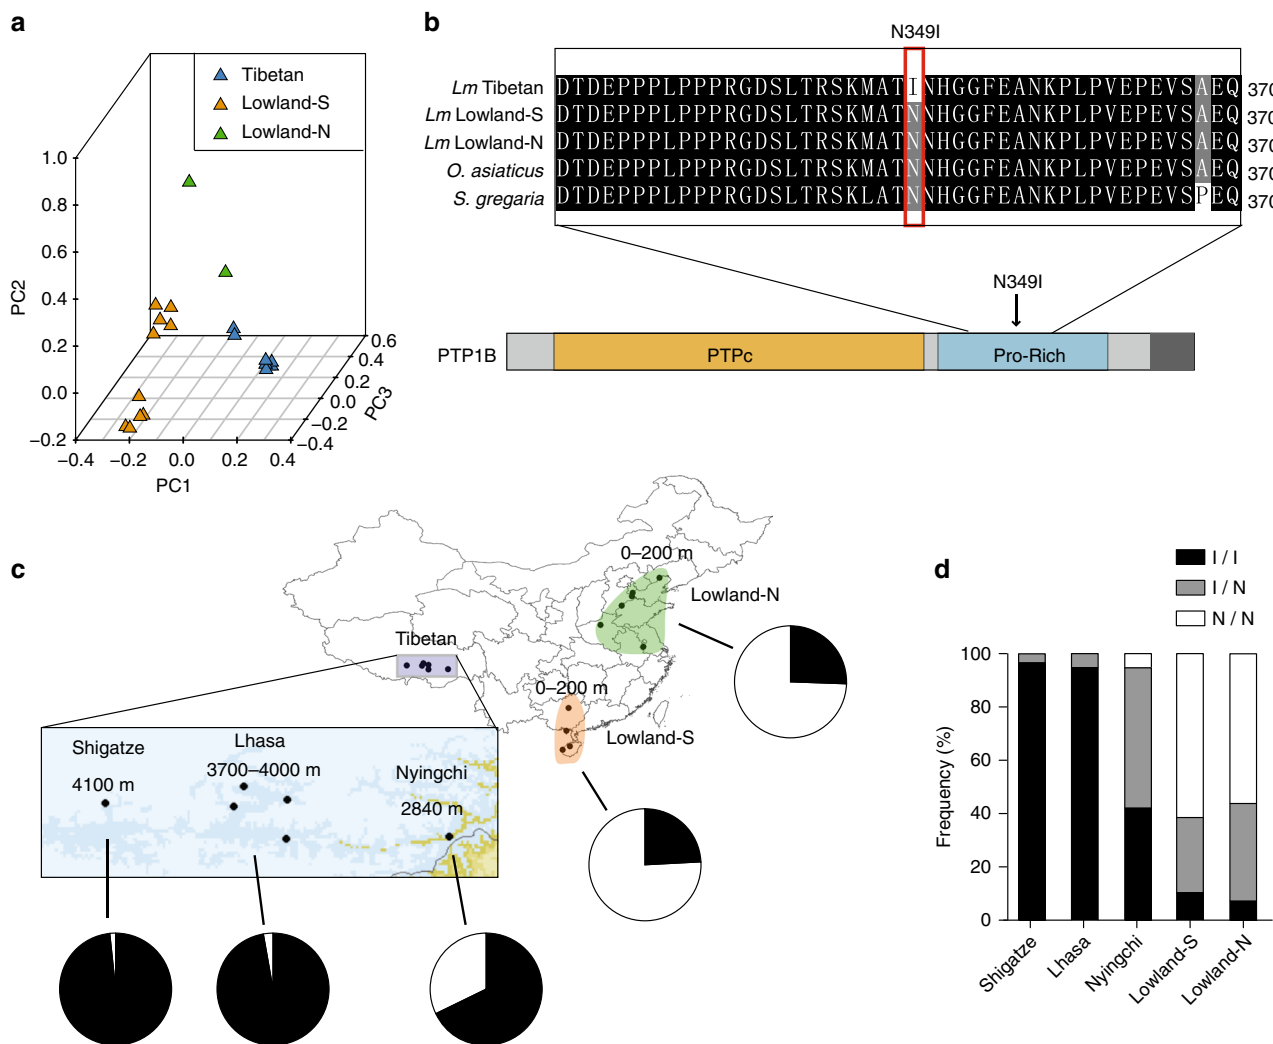 a
Tibetan
Lowland-S
Lowland-N
1.0
0.8
0.6
0.4
0.2
0.0
−0.2
PC2
−0.4
−0.2
0.0
0.2
0.4
PC1
0.6
0.4
0.2
0.0
−0.2
−0.4
PC3
b
N349I
Lm Tibetan DTDEPPPLPPPRGDSLTRSKMATINHGGFEANKPLPVEPEVSAEQ 370
Lm Lowland-S DTDEPPPLPPPRGDSLTRSKMATNNHGGFEANKPLPVEPEVSAEQ 370
Lm Lowland-N DTDEPPPLPPPRGDSLTRSKMATNNHGGFEANKPLPVEPEVSAEQ 370
O. asiaticus DTDEPPPLPPPRGDSLTRSKMATNNHGGFEANKPLPVEPEVSAEQ 370
S. gregaria DTDEPPPLPPPRGDSLTRSKLATNNHGGFEANKPLPVEPEVSPEQ 370
N349I
PTP1B
PTPc
Pro-Rich
c
0–200 m
Lowland-N
Tibetan
0–200 m
Lowland-S
Shigatze
4100 m
Lhasa
3700–4000 m
Nyingchi
2840 m
d
I / I
I / N
N / N
100
80
60
40
20
0
Frequency (%)
Shigatze
Lhasa
Nyingchi
Lowland-S
Lowland-N